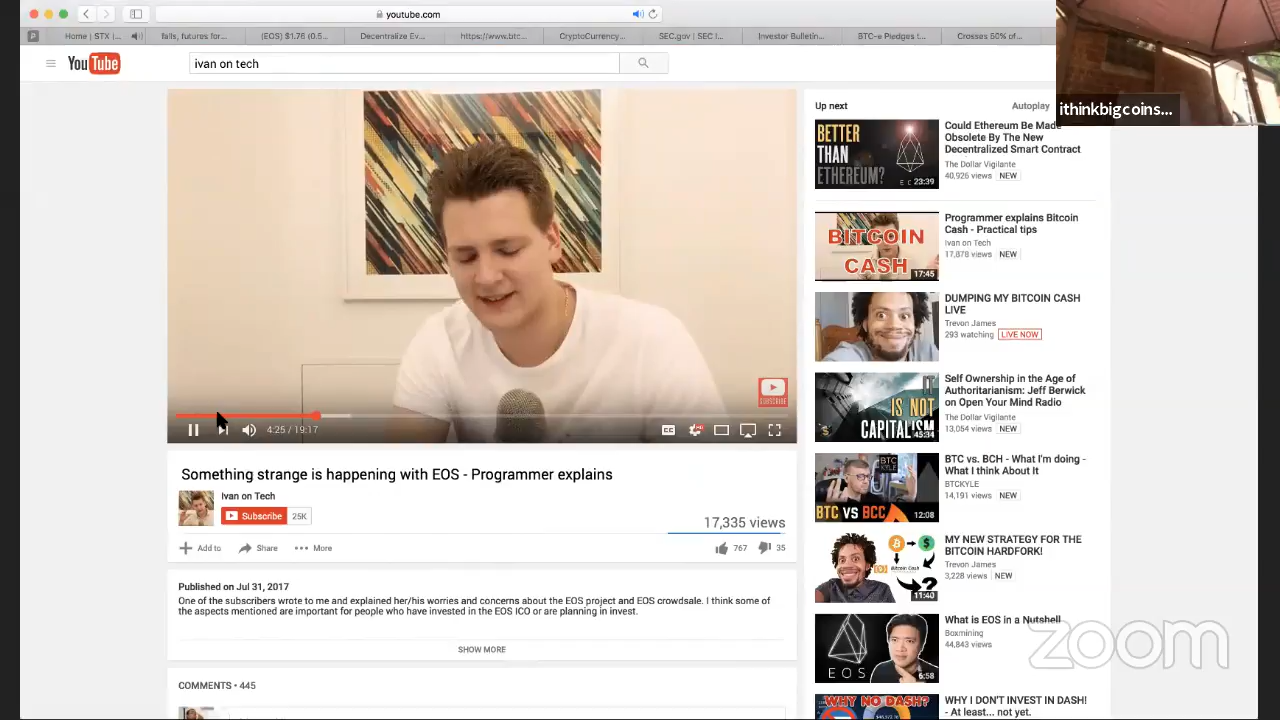 youtube.com
Home | STX |...
falls, futures for...
(EOS) $1.76 (0.5...
Decentralize Ev...
https://www.btc...
CryptoCurrency...
SEC.gov | SEC I...
Investor Bulletin...
BTC-e Pledges t...
Crosses 60% of...
YouTube
ivan on tech
ithinkbigcoins...
4:25 / 19:17
CC
HD
SUBSCRIBE
Something strange is happening with EOS - Programmer explains
Ivan on Tech
Subscribe 25K
17,335 views
Add to Share More
767 35
Published on Jul 31, 2017
One of the subscribers wrote to me and explained her/his worries and concerns about the EOS project and EOS crowdsale. I think some of
the aspects mentioned are important for people who have invested in the EOS ICO or are planning in invest.
SHOW MORE
COMMENTS • 445
Up next
Autoplay
BETTER
THAN
ETHEREUM?
23:39
Could Ethereum Be Made
Obsolete By The New
Decentralized Smart Contract
The Dollar Vigilante
40,926 views NEW
BITCOIN
CASH
17:45
Programmer explains Bitcoin
Cash - Practical tips
Ivan on Tech
17,878 views NEW
DUMPING MY BITCOIN CASH
LIVE
Trevon James
293 watching LIVE NOW
IT
IS NOT
CAPITALISM
45:34
Self Ownership in the Age of
Authoritarianism: Jeff Berwick
on Open Your Mind Radio
The Dollar Vigilante
13,054 views NEW
BTC
KYLE
BTC VS BCC
12:08
BTC vs. BCH - What I'm doing -
What I think About It
BTCKYLE
14,191 views NEW
Bitcoin Cash
11:40
MY NEW STRATEGY FOR THE
BITCOIN HARDFORK!
Trevon James
3,228 views NEW
EOS
6:58
What is EOS in a Nutshell
Boxmining
44,843 views
WHY NO DASH?
WHY I DON'T INVEST IN DASH!
- At least... not yet.
zoom